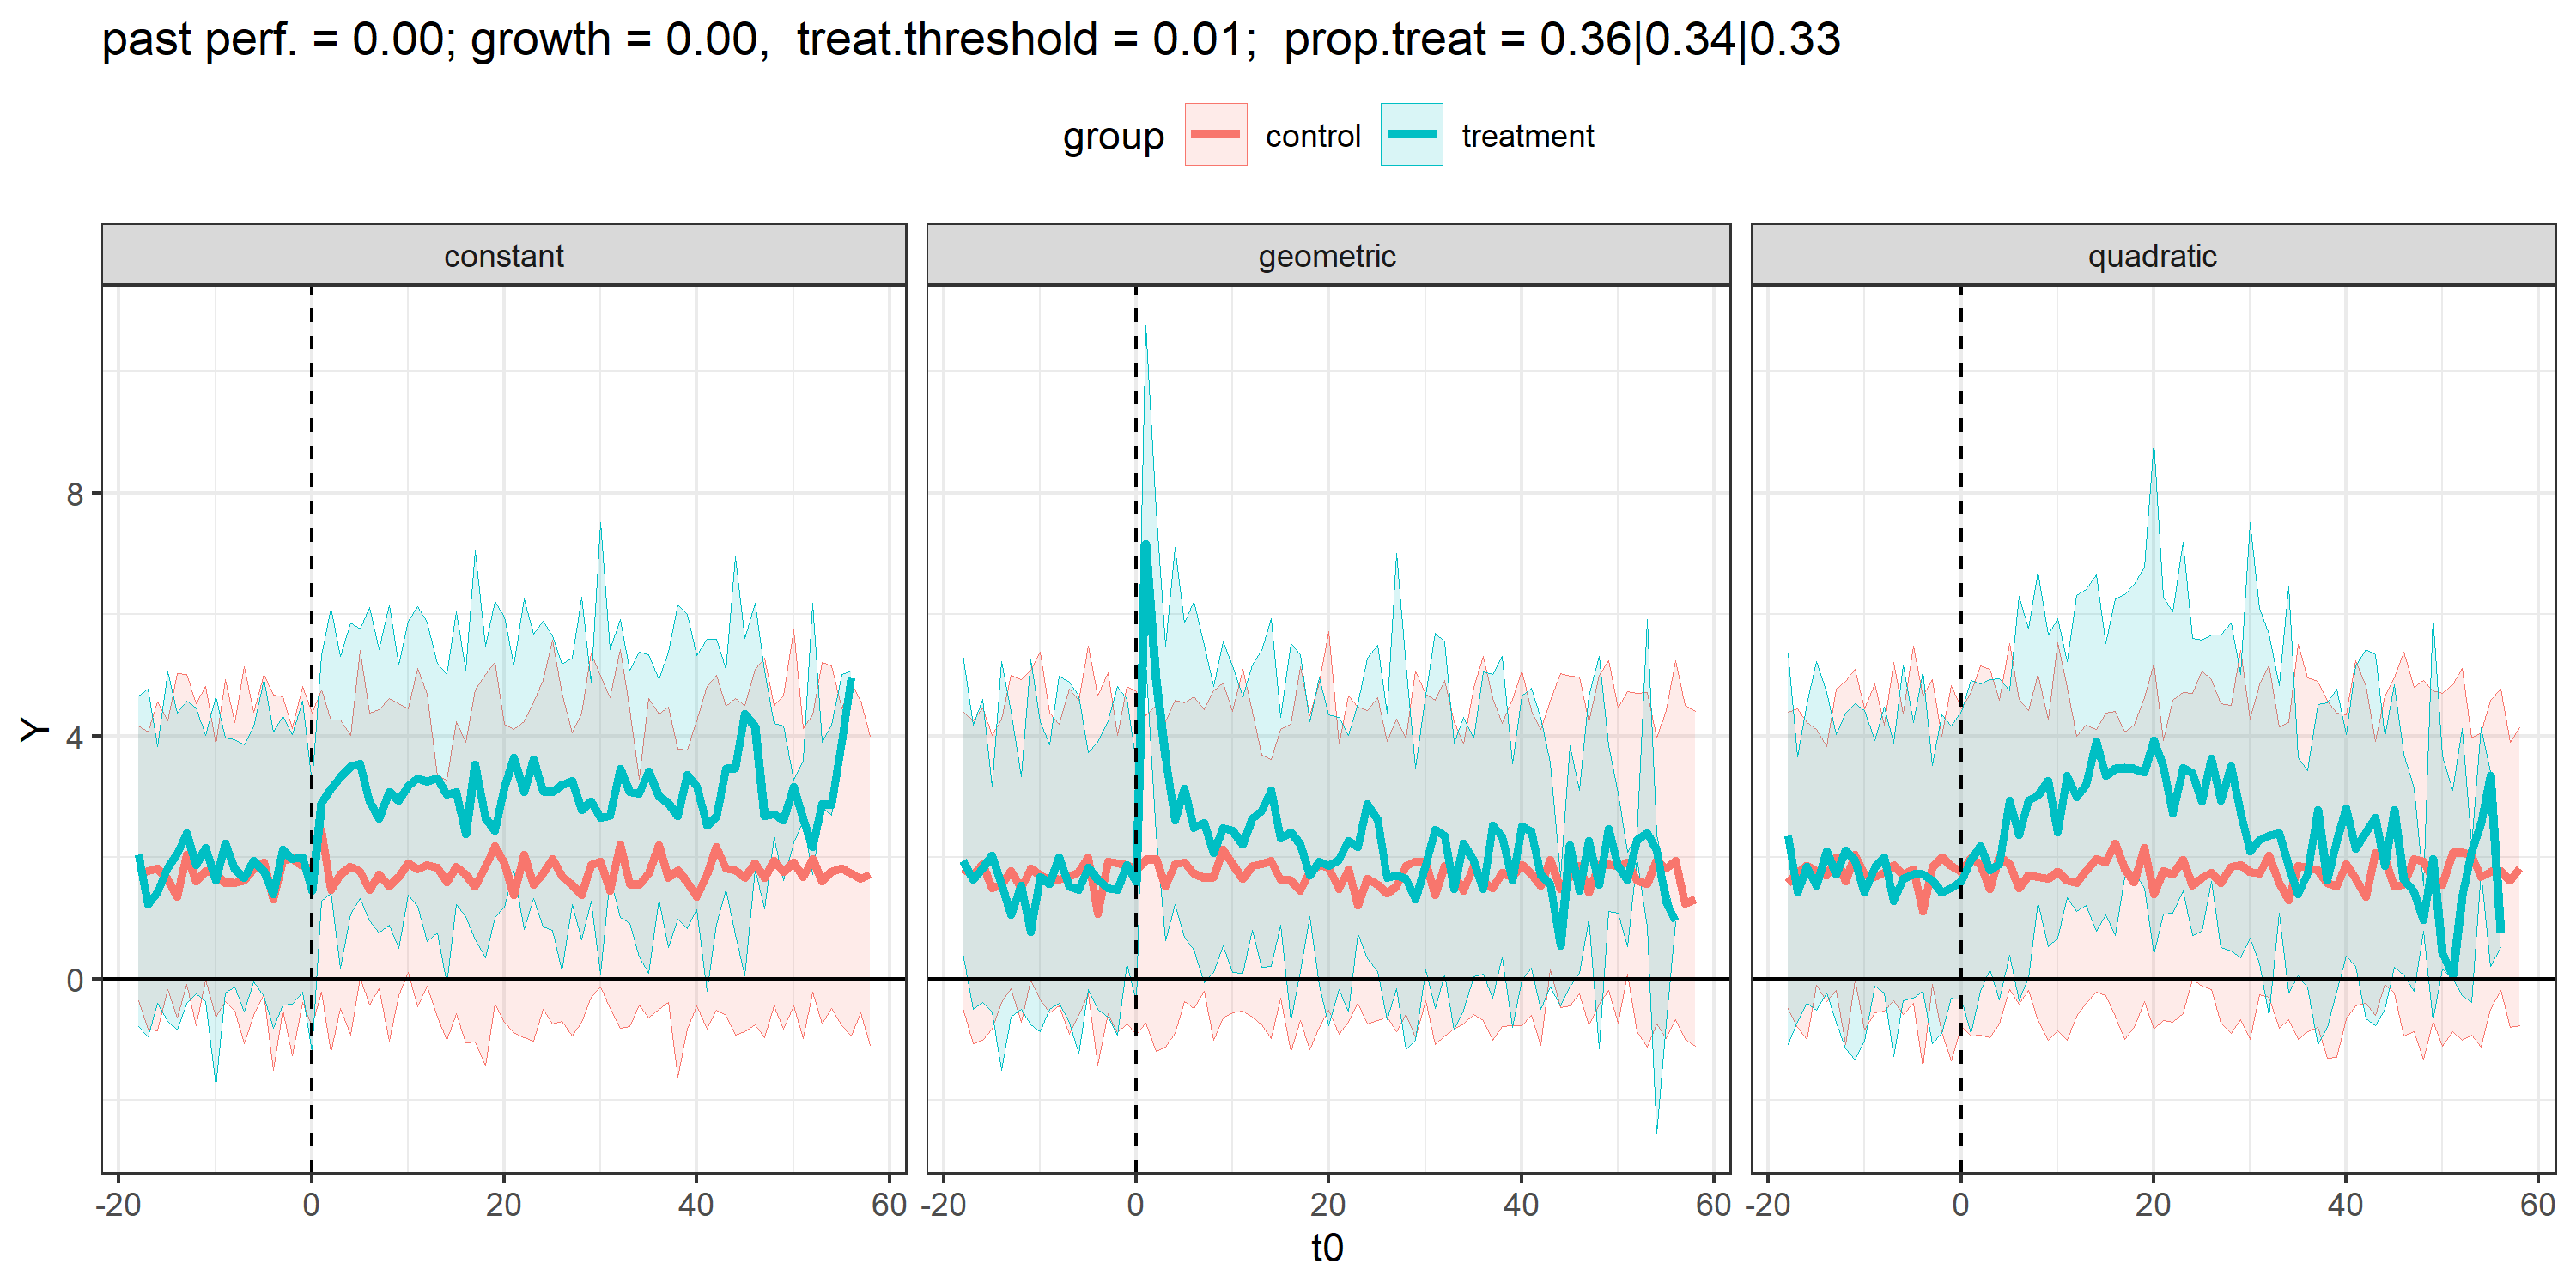 past perf. = 0.00; growth = 0.00,  treat.threshold = 0.01;  prop.treat = 0.36|0.34|0.33
group control treatment
constant geometric quadratic
8
4
0
Y
-20 0 20 40 60 -20 0 20 40 60 -20 0 20 40 60
t0